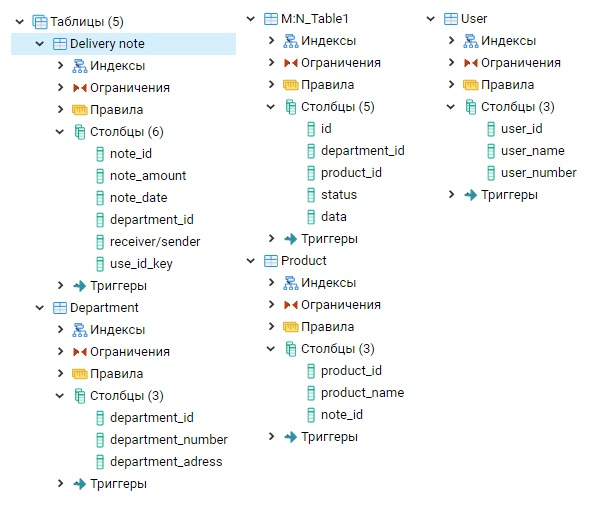 Таблицы (5)
Delivery note
Индексы
Ограничения
Правила
Столбцы (6)
note_id
note_amount
note_date
department_id
receiver/sender
use_id_key
Триггеры
Department
Индексы
Ограничения
Правила
Столбцы (3)
department_id
department_number
department_adress
Триггеры
M:N_Table1
Индексы
Ограничения
Правила
Столбцы (5)
id
department_id
product_id
status
data
Триггеры
Product
Индексы
Ограничения
Правила
Столбцы (3)
product_id
product_name
note_id
Триггеры
User
Индексы
Ограничения
Правила
Столбцы (3)
user_id
user_name
user_number
Триггеры